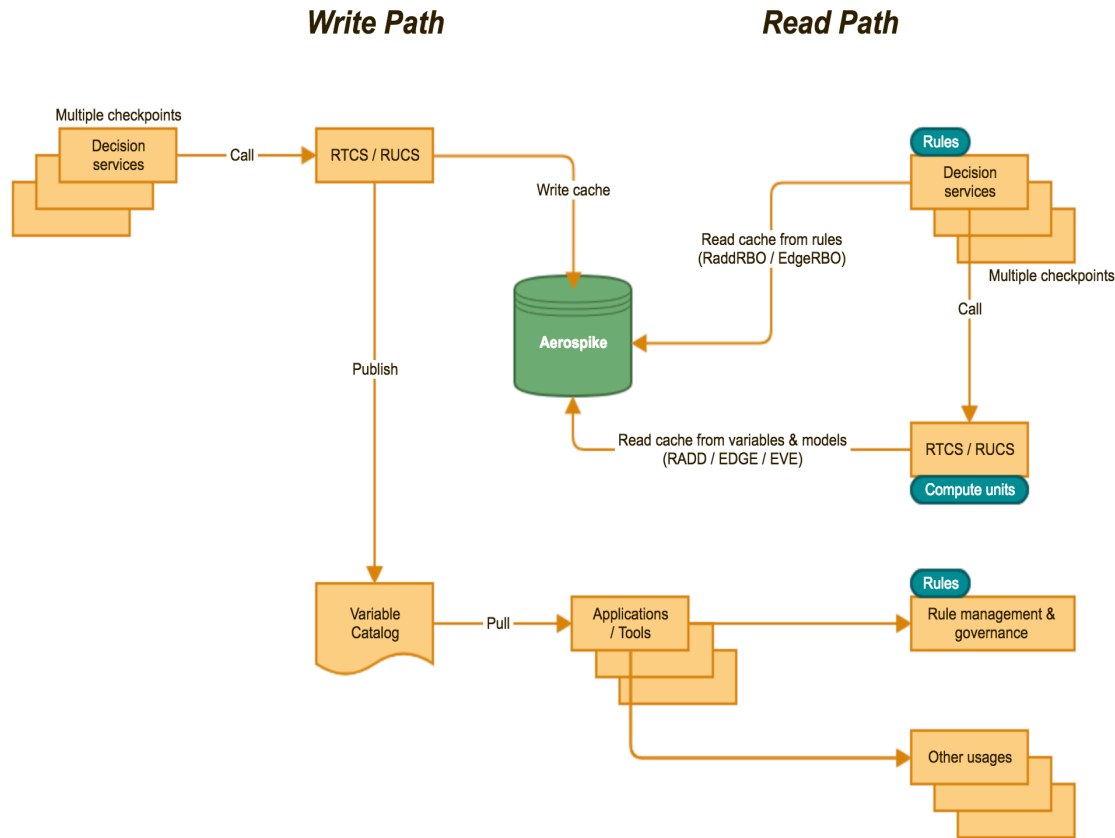 Write Path
Read Path
Multiple checkpoints
Decision
services
Call
RTCS / RUCS
Write cache
Rules
Decision
services
Multiple checkpoints
Read cache from rules
(RaddRBO / EdgeRBO)
Call
Aerospike
Publish
Read cache from variables & models
(RADD / EDGE / EVE)
RTCS / RUCS
Compute units
Variable
Catalog
Pull
Applications
/ Tools
Rules
Rule management &
governance
Other usages